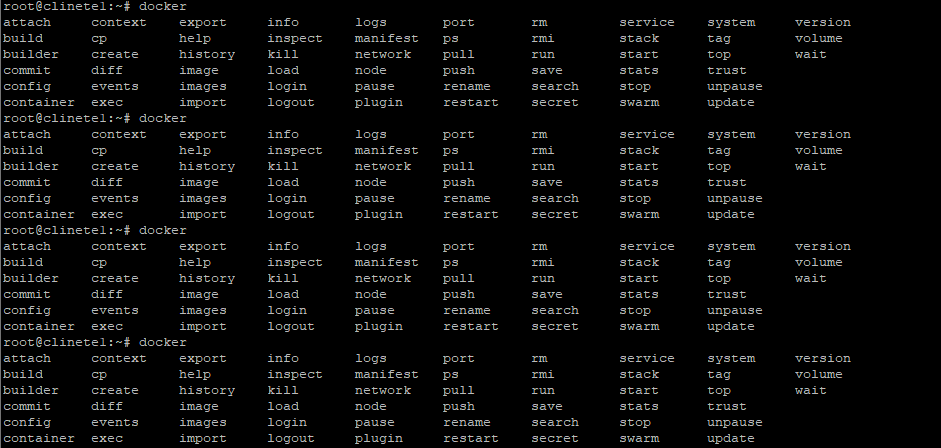 root@clinetel:~# docker
attach context export info logs port rm service system version
build cp help inspect manifest ps rmi stack tag volume
builder create history kill network pull run start top wait
commit diff image load node push save stats trust
config events images login pause rename search stop unpause
container exec import logout plugin restart secret swarm update
root@clinetel:~# docker
attach context export info logs port rm service system version
build cp help inspect manifest ps rmi stack tag volume
builder create history kill network pull run start top wait
commit diff image load node push save stats trust
config events images login pause rename search stop unpause
container exec import logout plugin restart secret swarm update
root@clinetel:~# docker
attach context export info logs port rm service system version
build cp help inspect manifest ps rmi stack tag volume
builder create history kill network pull run start top wait
commit diff image load node push save stats trust
config events images login pause rename search stop unpause
container exec import logout plugin restart secret swarm update
root@clinetel:~# docker
attach context export info logs port rm service system version
build cp help inspect manifest ps rmi stack tag volume
builder create history kill network pull run start top wait
commit diff image load node push save stats trust
config events images login pause rename search stop unpause
container exec import logout plugin restart secret swarm update